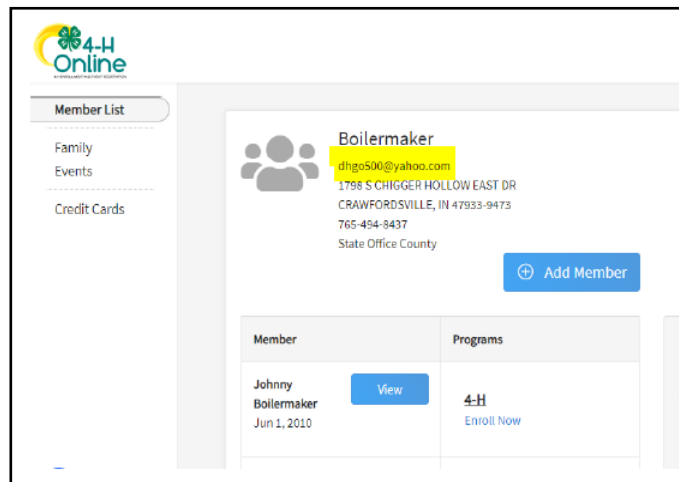 4-H
Online
Member List
Family
Events
Credit Cards
Boilermaker
dhgo500@yahoo.com
1798 S CHIGGER HOLLOW EAST DR
CRAWFORDSVILLE, IN 47933-9473
765-494-8437
State Office County
Add Member
Member
Programs
Johnny
Boilermaker
Jun 1, 2010
View
4-H
Enroll Now